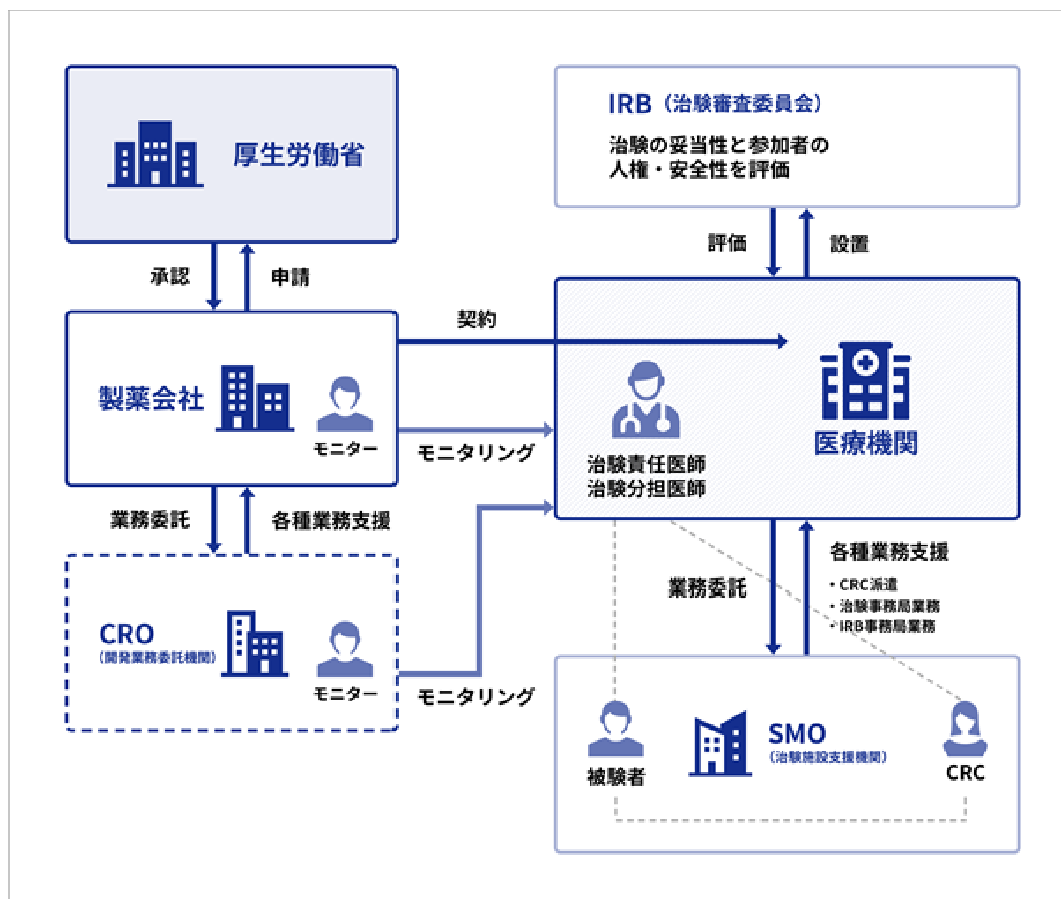 厚生労働省
承認
申請
製薬会社
モニター
業務委託
各種業務支援
CRO
(開発業務委託機関)
モニター
契約
モニタリング
モニタリング
IRB（治験審査委員会）
治験の妥当性と参加者の
人権・安全性を評価
評価
設置
治験責任医師
治験分担医師
医療機関
業務委託
各種業務支援
・CRC派遣
・治験事務局業務
・IRB事務局業務
被験者
SMO
(治験施設支援機関)
CRC